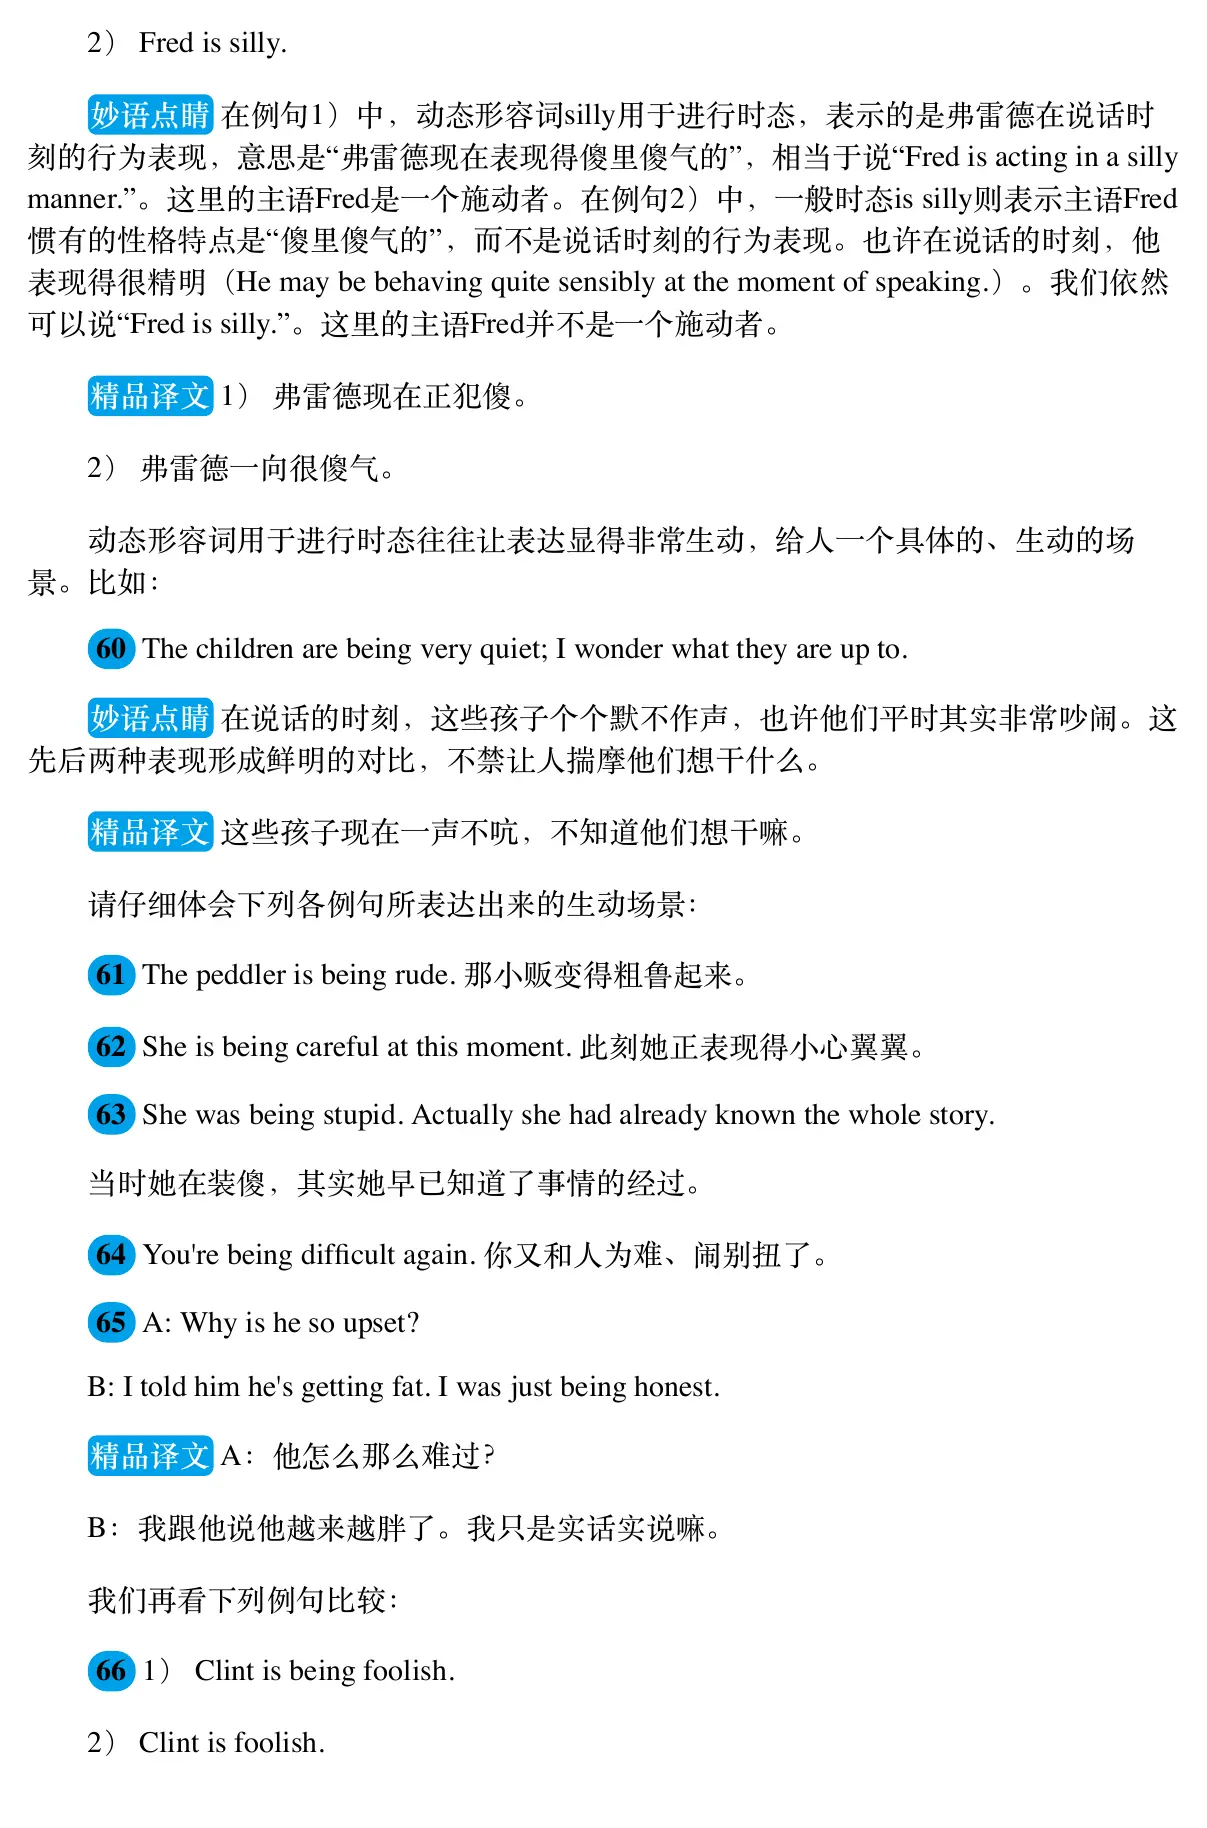 2） Fred is silly.
妙语点睛 在例句1）中，动态形容词silly用于进行时态，表示的是弗雷德在说话时
刻的行为表现，意思是“弗雷德现在表现得傻里傻气的”，相当于说“Fred is acting in a silly
manner.”。这里的主语Fred是一个施动者。在例句2）中，一般时态is silly则表示主语Fred
惯有的性格特点是“傻里傻气的”，而不是说话时刻的行为表现。也许在说话的时刻，他
表现得很精明（He may be behaving quite sensibly at the moment of speaking.）。我们依然
可以说“Fred is silly.”。这里的主语Fred并不是一个施动者。
精品译文 1） 弗雷德现在正犯傻。
2） 弗雷德一向很傻气。
动态形容词用于进行时态往往让表达显得非常生动，给人一个具体的、生动的场
景。比如：
60 The children are being very quiet; I wonder what they are up to.
妙语点睛 在说话的时刻，这些孩子个个默不作声，也许他们平时其实非常吵闹。这
先后两种表现形成鲜明的对比，不禁让人揣摩他们想干什么。
精品译文 这些孩子现在一声不吭，不知道他们想干嘛。
请仔细体会下列各例句所表达出来的生动场景：
61 The peddler is being rude. 那小贩变得粗鲁起来。
62 She is being careful at this moment. 此刻她正表现得小心翼翼。
63 She was being stupid. Actually she had already known the whole story.
当时她在装傻，其实她早已知道了事情的经过。
64 You're being difficult again. 你又和人为难、闹别扭了。
65 A: Why is he so upset?
B: I told him he's getting fat. I was just being honest.
精品译文 A：他怎么那么难过？
B：我跟他说他越来越胖了。我只是实话实说嘛。
我们再看下列例句比较：
66 1） Clint is being foolish.
2） Clint is foolish.